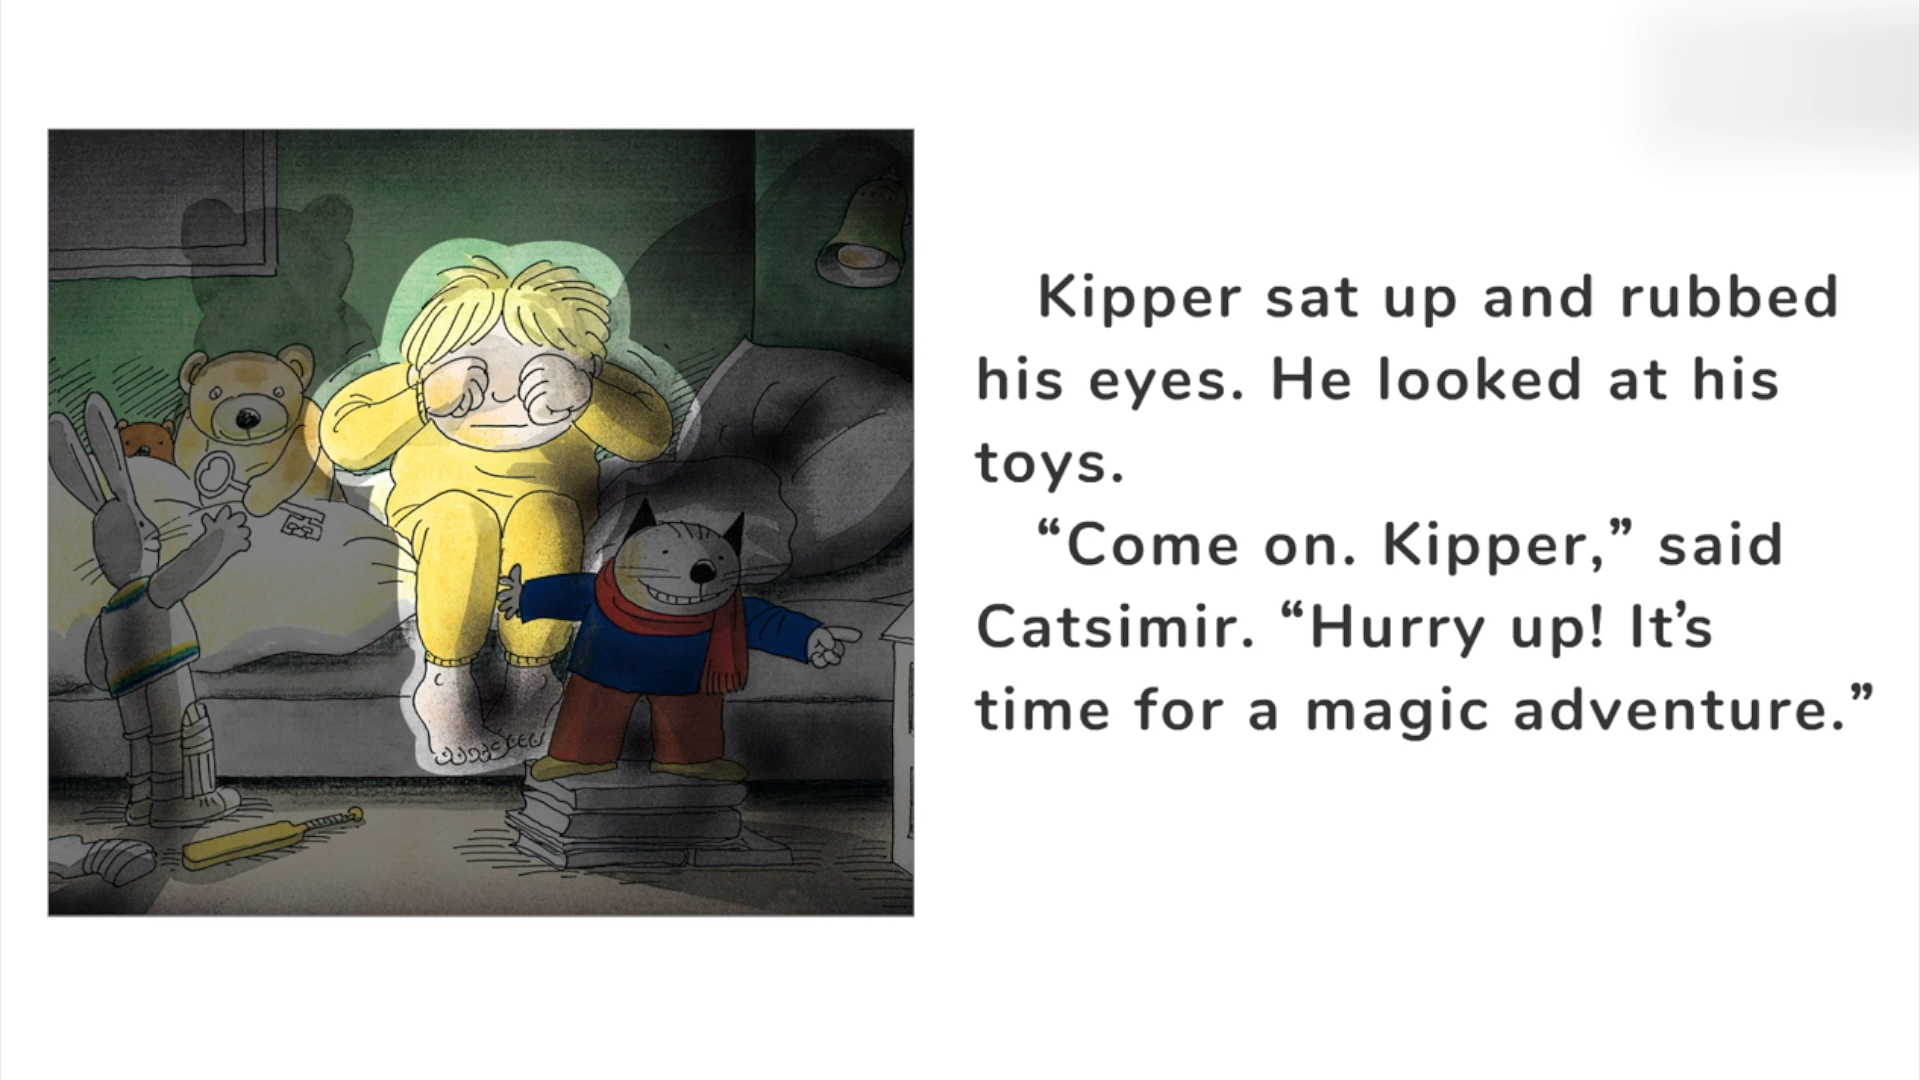 Kipper sat up and rubbed
his eyes. He looked at his
toys.
“Come on. Kipper,” said
Catsimir. “Hurry up! It’s
time for a magic adventure.”